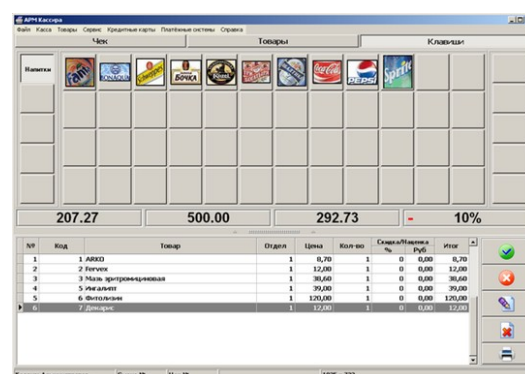 АРМ Кассира
Файл Касса Товары Сервис Кредитные карты Платёжные системы Справка
Чек Товары Клавиши
Напитки Fanta BONAQUA Schweppes БОЧКА Coca-Cola PEPSI Sprite
207.27 500.00 292.73 - 10%
№ Код Товар Отдел Цена Кол-во Скидка/Наценка Итог
% Руб
1 1 ARKO 1 8,70 1 0 0,00 8,70
2 2 Fervex 1 12,00 1 0 0,00 12,00
3 3 Мазь эритромициновая 1 38,60 1 0 0,00 38,60
4 5 Ингалипт 1 39,00 1 0 0,00 39,00
5 6 Фитолизин 1 120,00 1 0 0,00 120,00
6 7 Декарис 1 12,00 1 0 0,00 12,00